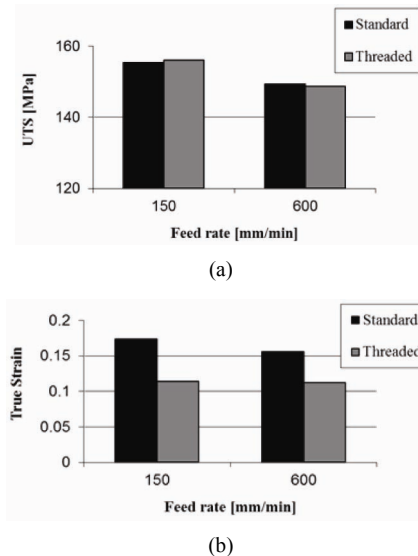 160
140
120
UTS [MPa]
150
600
Feed rate [mm/min]
Standard
Threaded
(a)
0.2
0.15
0.1
0.05
0
True Strain
150
600
Feed rate [mm/min]
Standard
Threaded
(b)